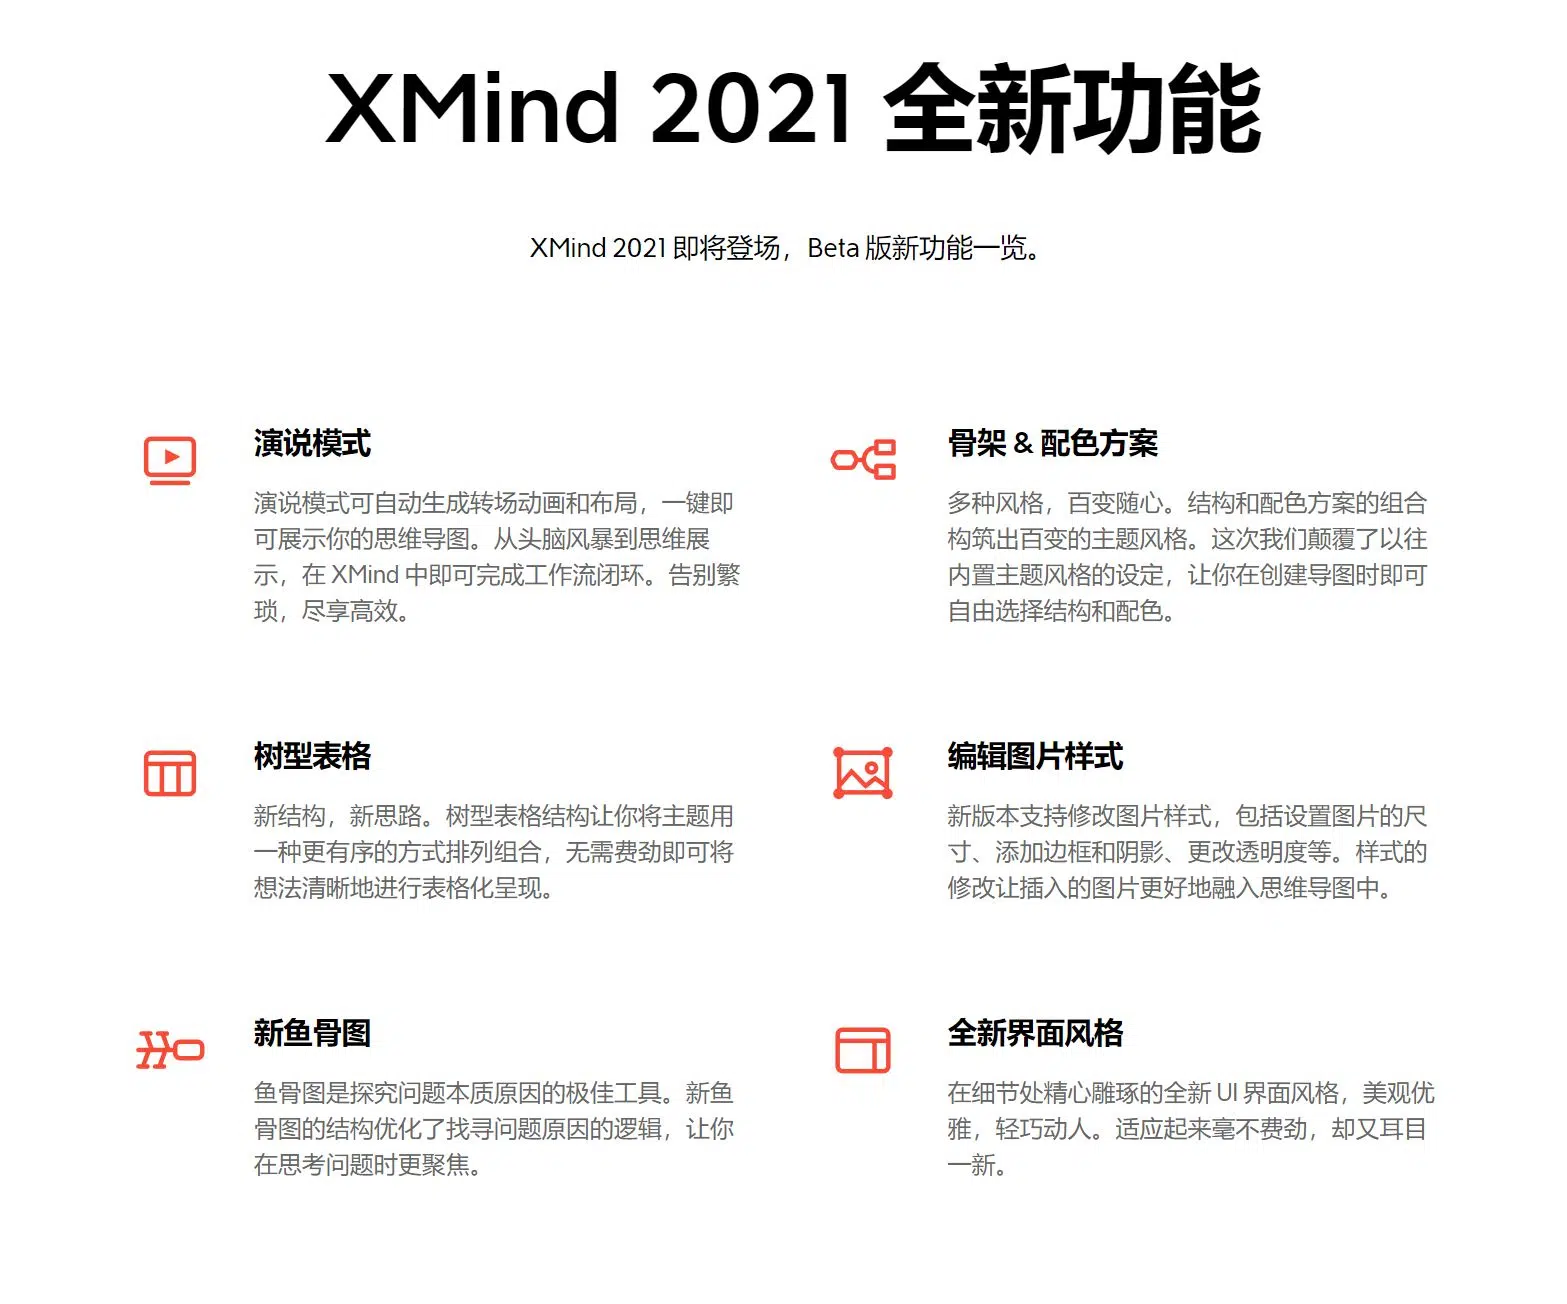 XMind 2021 全新功能
XMind 2021 即将登场，Beta 版新功能一览。
演说模式
演说模式可自动生成转场动画和布局，一键即
可展示你的思维导图。从头脑风暴到思维展
示，在 XMind 中即可完成工作流闭环。告别繁
琐，尽享高效。
骨架 & 配色方案
多种风格，百变随心。结构和配色方案的组合
构筑出百变的主题风格。这次我们颠覆了以往
内置主题风格的设定，让你在创建导图时即可
自由选择结构和配色。
树型表格
新结构，新思路。树型表格结构让你将主题用
一种更有序的方式排列组合，无需费劲即可将
想法清晰地进行表格化呈现。
编辑图片样式
新版本支持修改图片样式，包括设置图片的尺
寸、添加边框和阴影、更改透明度等。样式的
修改让插入的图片更好地融入思维导图中。
新鱼骨图
鱼骨图是探究问题本质原因的极佳工具。新鱼
骨图的结构优化了找寻问题原因的逻辑，让你
在思考问题时更聚焦。
全新界面风格
在细节处精心雕琢的全新 UI 界面风格，美观优
雅，轻巧动人。适应起来毫不费劲，却又耳目
一新。